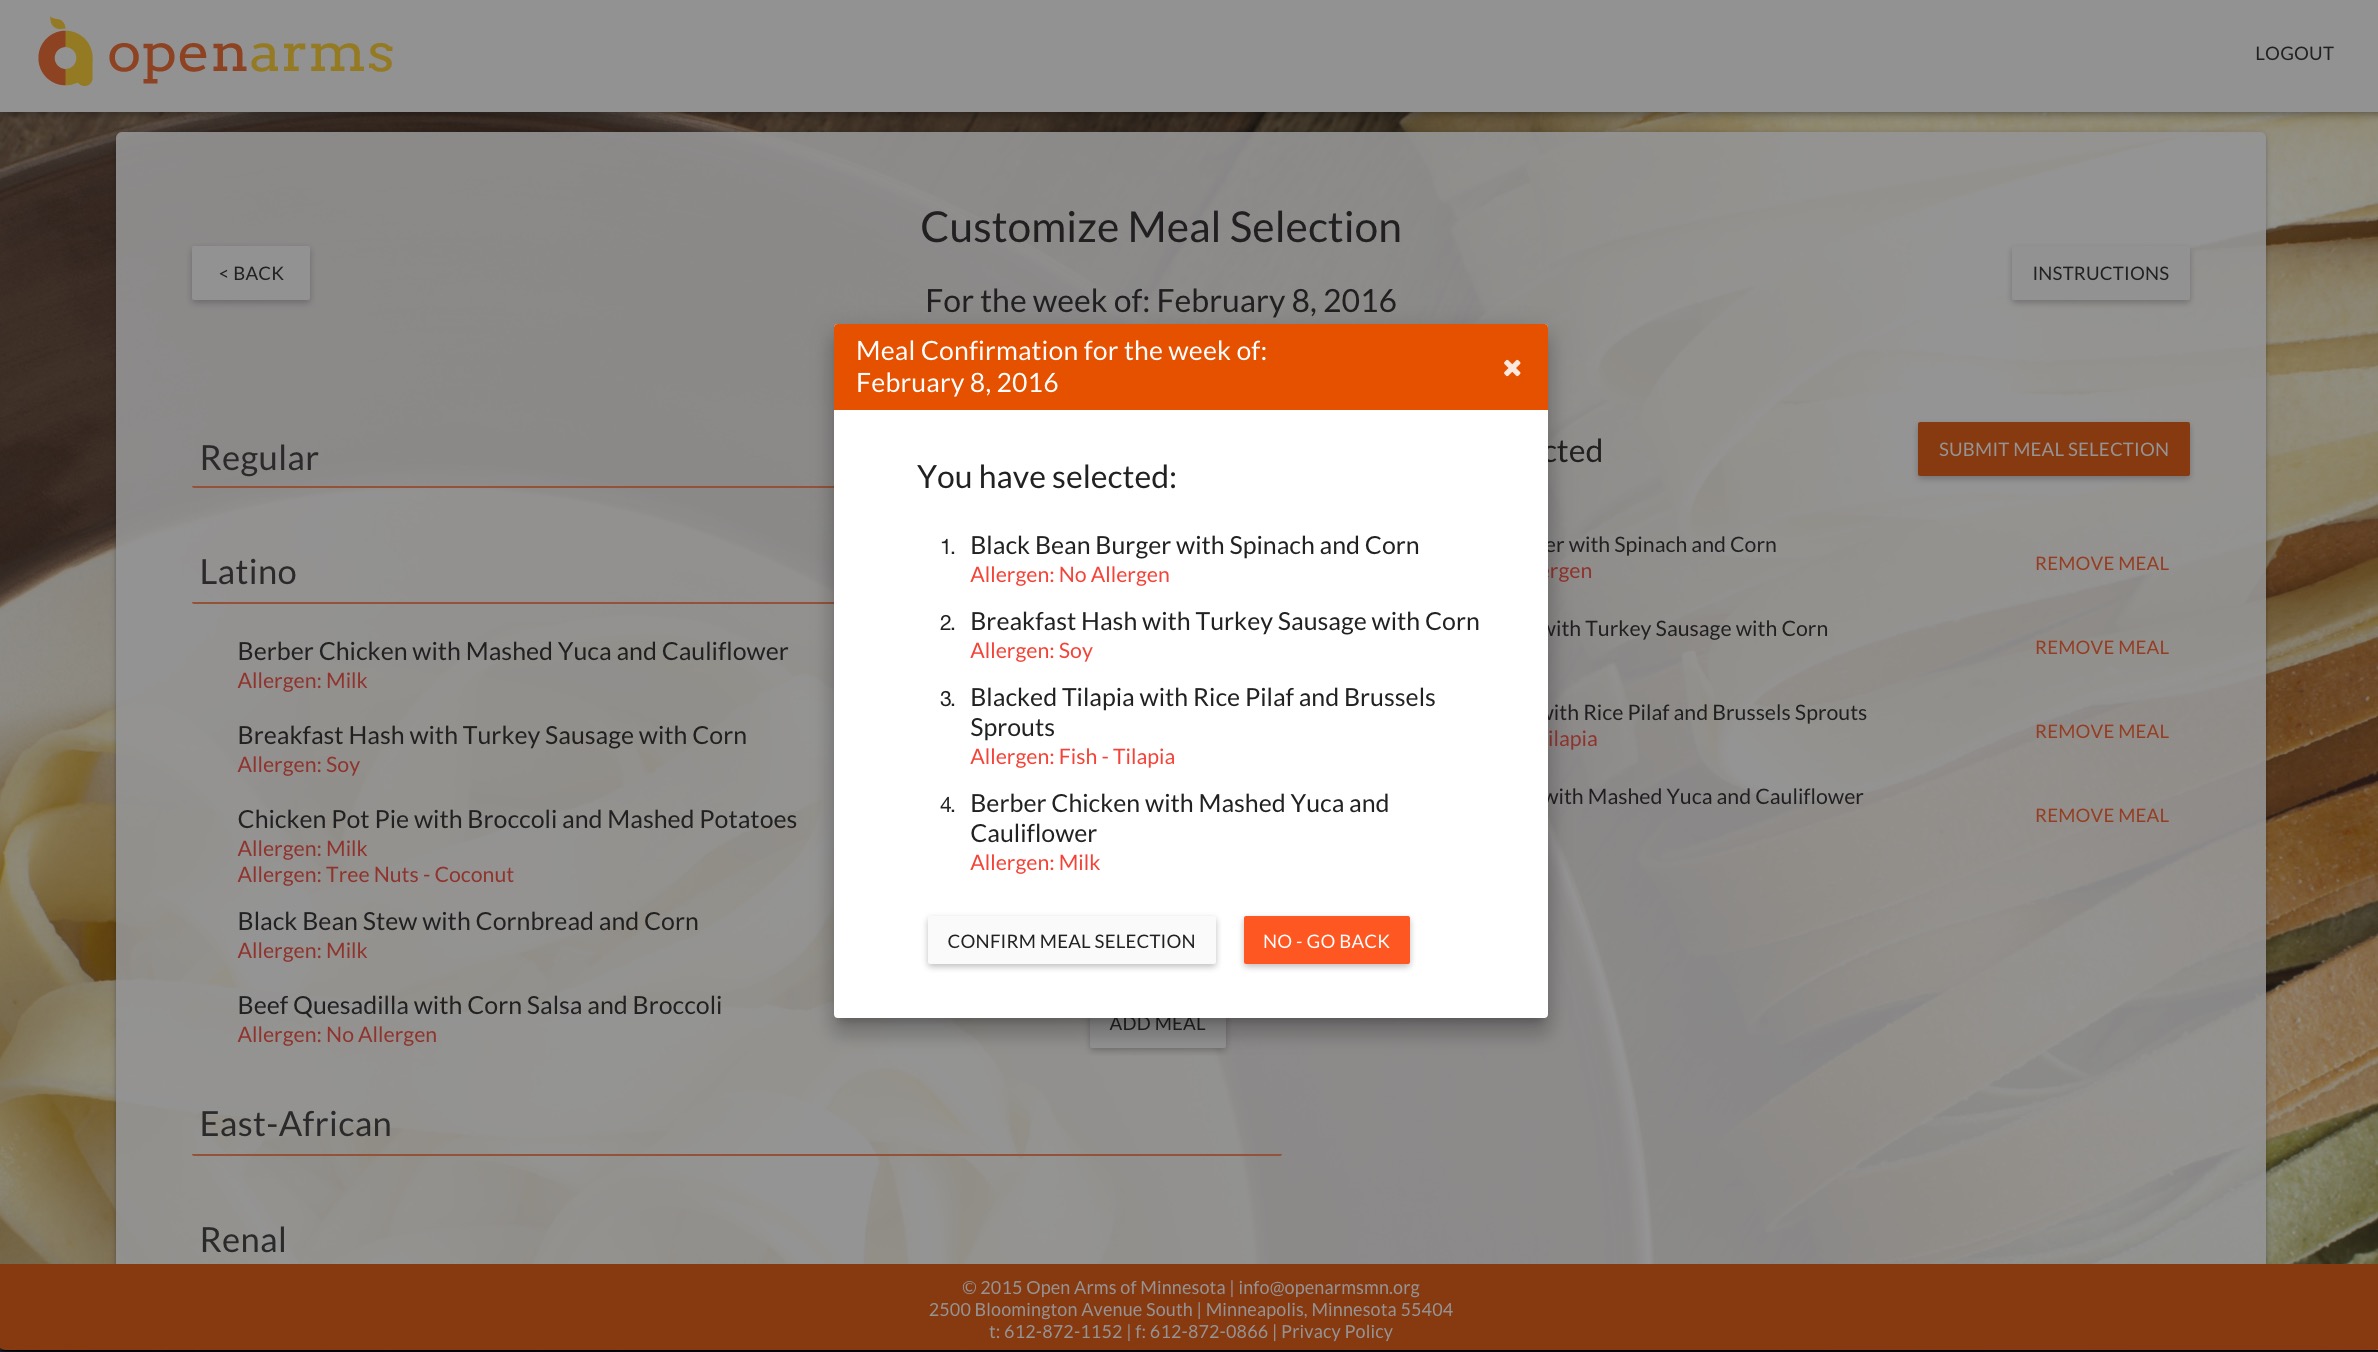 openarms
LOGOUT
Customize Meal Selection
< BACK
INSTRUCTIONS
For the week of: February 8, 2016
Meal Confirmation for the week of:
February 8, 2016
You have selected:
1. Black Bean Burger with Spinach and Corn
Allergen: No Allergen
2. Breakfast Hash with Turkey Sausage with Corn
Allergen: Soy
3. Blacked Tilapia with Rice Pilaf and Brussels
Sprouts
Allergen: Fish - Tilapia
4. Berber Chicken with Mashed Yuca and
Cauliflower
Allergen: Milk
CONFIRM MEAL SELECTION
NO - GO BACK
Regular
Latino
Berber Chicken with Mashed Yuca and Cauliflower
Allergen: Milk
Breakfast Hash with Turkey Sausage with Corn
Allergen: Soy
Chicken Pot Pie with Broccoli and Mashed Potatoes
Allergen: Milk
Allergen: Tree Nuts - Coconut
Black Bean Stew with Cornbread and Corn
Allergen: Milk
Beef Quesadilla with Corn Salsa and Broccoli
Allergen: No Allergen
ADD MEAL
East-African
Renal
SUBMIT MEAL SELECTION
with Spinach and Corn
REMOVE MEAL
with Turkey Sausage with Corn
REMOVE MEAL
with Rice Pilaf and Brussels Sprouts
REMOVE MEAL
with Mashed Yuca and Cauliflower
REMOVE MEAL
© 2015 Open Arms of Minnesota | info@openarmsmn.org
2500 Bloomington Avenue South | Minneapolis, Minnesota 55404
t: 612-872-1152 | f: 612-872-0866 | Privacy Policy